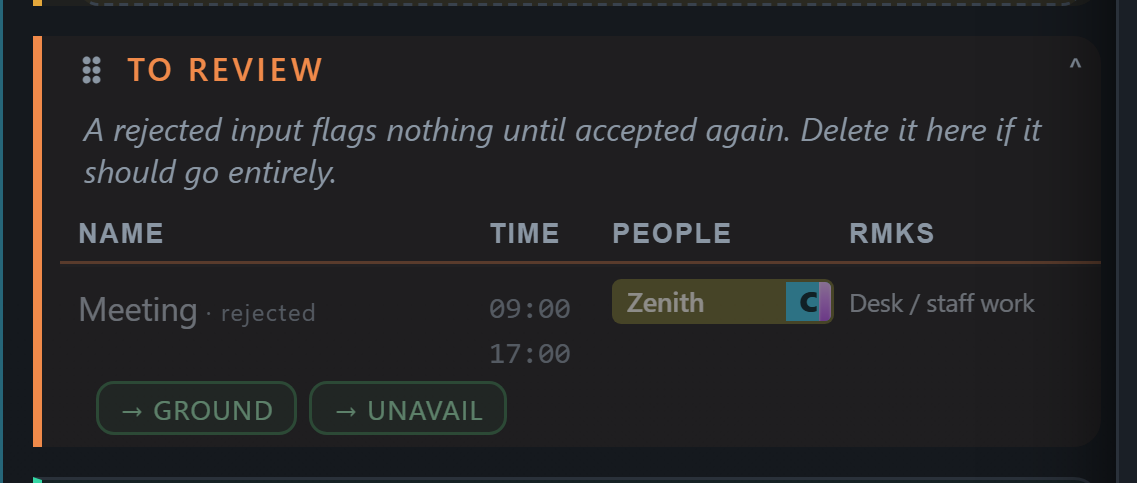 TO REVIEW ^
A rejected input flags nothing until accepted again. Delete it here if it
should go entirely.
NAME TIME PEOPLE RMKS
Meeting · rejected 09:00 Zenith C Desk / staff work
17:00
→ GROUND → UNAVAIL